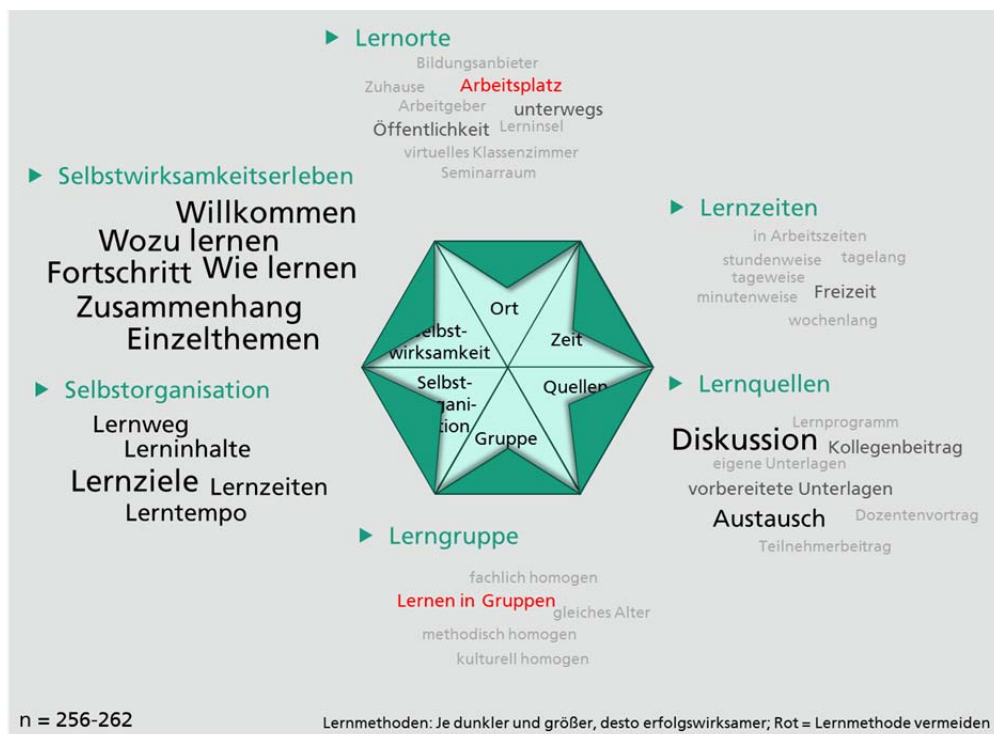 ▶ Lernorte
Bildungsanbieter
Zuhause Arbeitsplatz
Arbeitgeber unterwegs
Öffentlichkeit Lerninsel
virtuelles Klassenzimmer
Seminarraum
▶ Selbstwirksamkeitserleben
Willkommen
Wozu lernen
Fortschritt Wie lernen
Zusammenhang
Einzelthemen
▶ Lernzeiten
in Arbeitszeiten
stundenweise tagelang
tageweise
minutenweise Freizeit
wochenlang
Ort
Zeit
Selbst-
wirksamkeit
Selbst-
organi-
sation
Quellen
Gruppe
▶ Selbstorganisation
Lernweg
Lerninhalte
Lernziele Lernzeiten
Lerntempo
▶ Lernquellen
Lernprogramm
Diskussion Kollegenbeitrag
eigene Unterlagen
vorbereitete Unterlagen
Austausch Dozentenvortrag
Teilnehmerbeitrag
▶ Lerngruppe
fachlich homogen
Lernen in Gruppen
gleiches Alter
methodisch homogen
kulturell homogen
n = 256-262
Lernmethoden: Je dunkler und größer, desto erfolgswirksamer; Rot = Lernmethode vermeiden